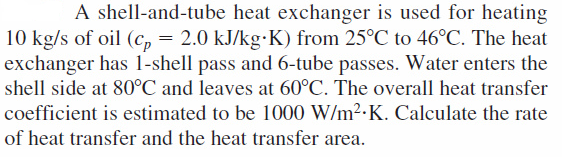 A shell-and-tube heat exchanger is used for heating
10 kg/s of oil (cp = 2.0 kJ/kg·K) from 25°C to 46°C. The heat
exchanger has 1-shell pass and 6-tube passes. Water enters the
shell side at 80°C and leaves at 60°C. The overall heat transfer
coefficient is estimated to be 1000 W/m²·K. Calculate the rate
of heat transfer and the heat transfer area.